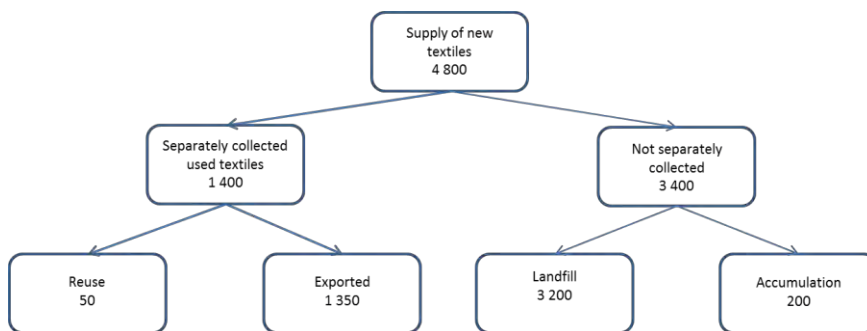 Supply of new
textiles
4 800
Separately collected
used textiles
1 400
Not separately
collected
3 400
Reuse
50
Exported
1 350
Landfill
3 200
Accumulation
200